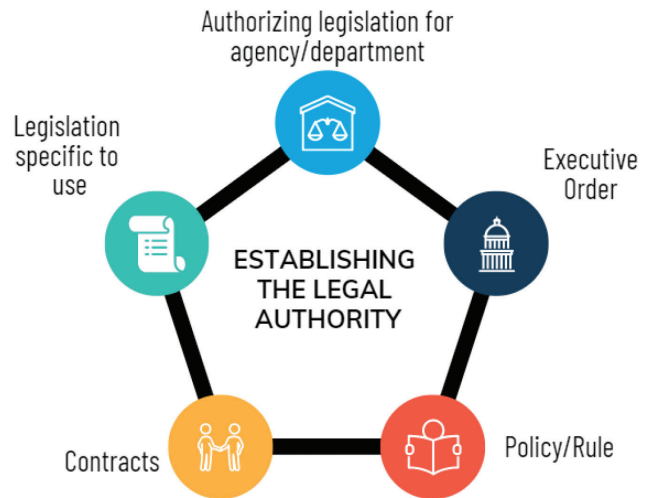 Authorizing legislation for
agency/department
Legislation
specific to
use
Executive
Order
ESTABLISHING
THE LEGAL
AUTHORITY
Contracts
Policy/Rule